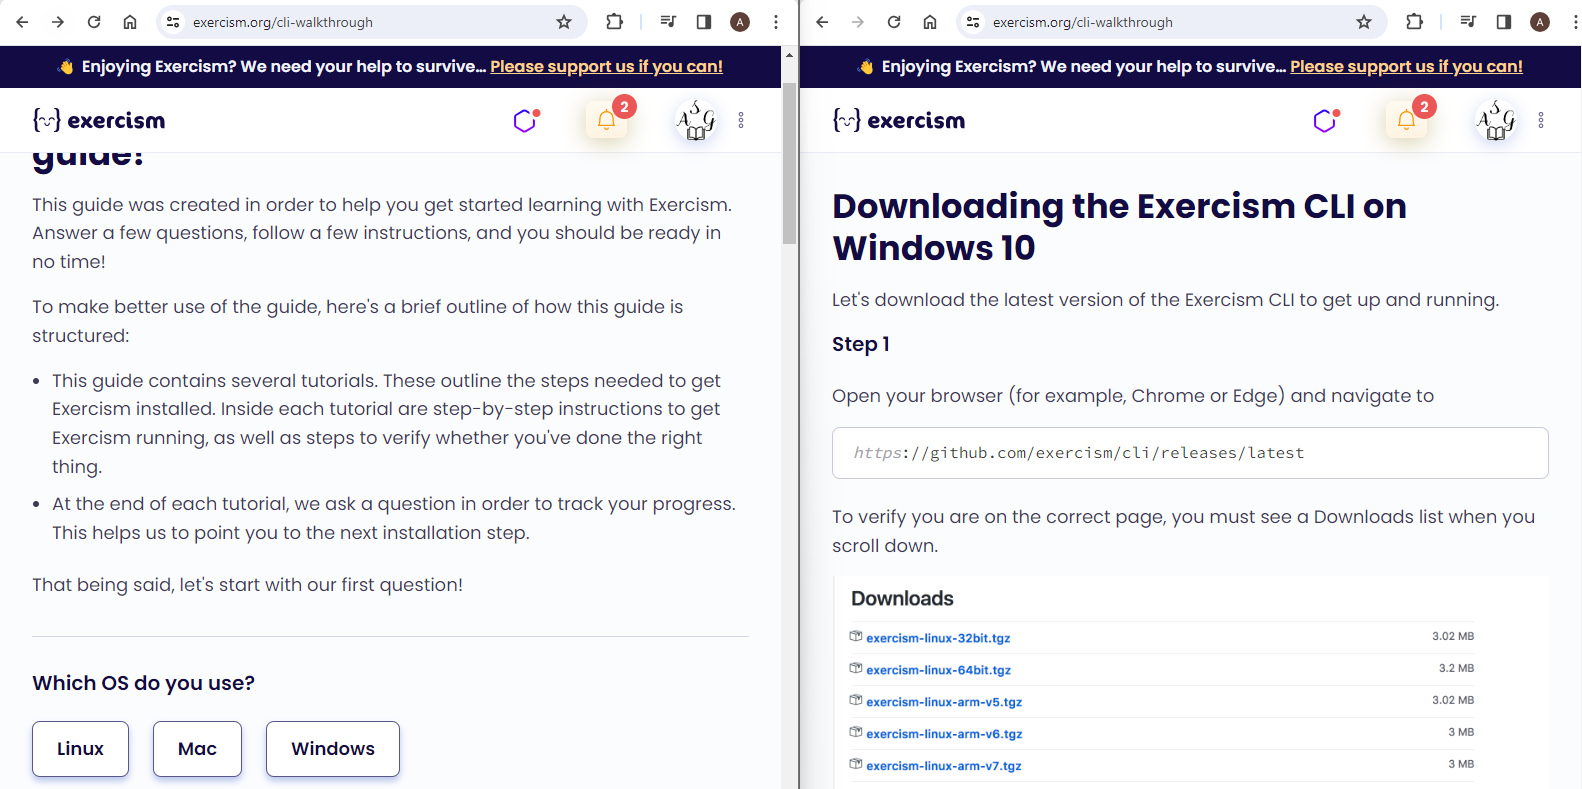 exercism.org/cli-walkthrough
A
👋 Enjoying Exercism? We need your help to survive... Please support us if you can!
{} exercism
2
A S G
guide!
This guide was created in order to help you get started learning with Exercism.
Answer a few questions, follow a few instructions, and you should be ready in
no time!
To make better use of the guide, here's a brief outline of how this guide is
structured:
• This guide contains several tutorials. These outline the steps needed to get
Exercism installed. Inside each tutorial are step-by-step instructions to get
Exercism running, as well as steps to verify whether you've done the right
thing.
• At the end of each tutorial, we ask a question in order to track your progress.
This helps us to point you to the next installation step.
That being said, let's start with our first question!
Which OS do you use?
Linux
Mac
Windows
exercism.org/cli-walkthrough
A
👋 Enjoying Exercism? We need your help to survive... Please support us if you can!
{} exercism
2
A S G
Downloading the Exercism CLI on
Windows 10
Let's download the latest version of the Exercism CLI to get up and running.
Step 1
Open your browser (for example, Chrome or Edge) and navigate to
https://github.com/exercism/cli/releases/latest
To verify you are on the correct page, you must see a Downloads list when you
scroll down.
Downloads
exercism-linux-32bit.tgz 3.02 MB
exercism-linux-64bit.tgz 3.2 MB
exercism-linux-arm-v5.tgz 3.02 MB
exercism-linux-arm-v6.tgz 3 MB
exercism-linux-arm-v7.tgz 3 MB